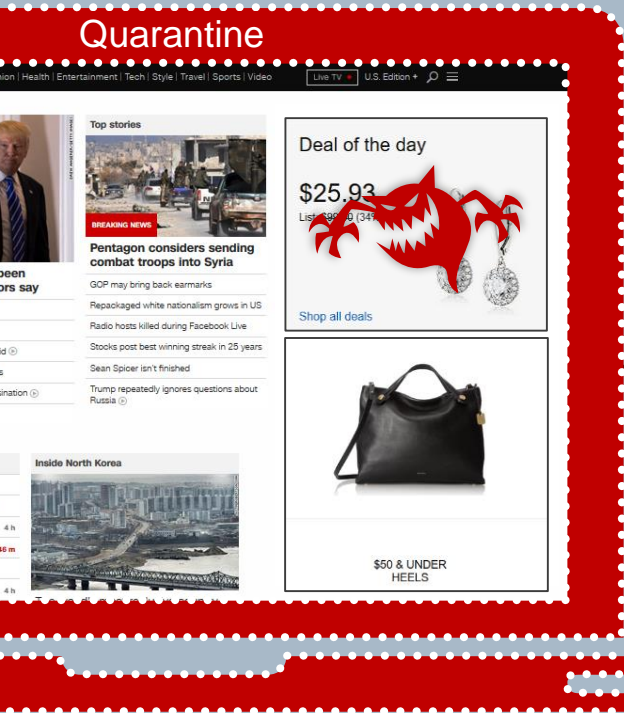 Quarantine
Health | Entertainment | Tech | Style | Travel | Sports | Video
Live TV
U.S. Edition +
ors say
4 h
4 h
Top stories
BREAKING NEWS
Pentagon considers sending
combat troops into Syria
GOP may bring back earmarks
Repackaged white nationalism grows in US
Radio hosts killed during Facebook Live
Stocks post best winning streak in 25 years
Sean Spicer isn't finished
Trump repeatedly ignores questions about
Russia
Inside North Korea
Deal of the day
$25.93
List:
Shop all deals
$50 & UNDER
HEELS